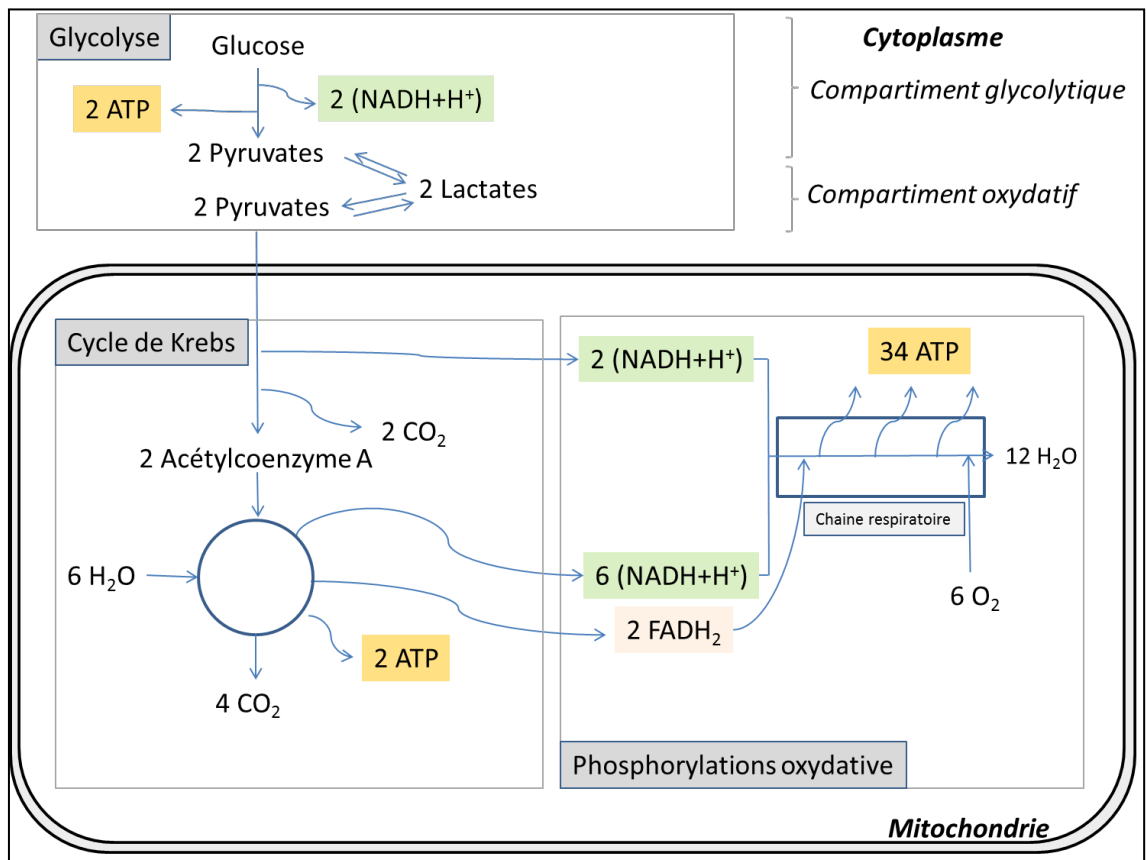 Glycolyse
Glucose
Cytoplasme
Compartiment glycolytique
2 ATP
2 (NADH+H⁺)
2 Pyruvates
2 Lactates
2 Pyruvates
Compartiment oxydatif
Cycle de Krebs
2 (NADH+H⁺)
34 ATP
2 CO₂
2 Acétylcoenzyme A
12 H₂O
Chaine respiratoire
6 H₂O
6 (NADH+H⁺)
6 O₂
2 FADH₂
2 ATP
4 CO₂
Phosphorylations oxydative
Mitochondrie